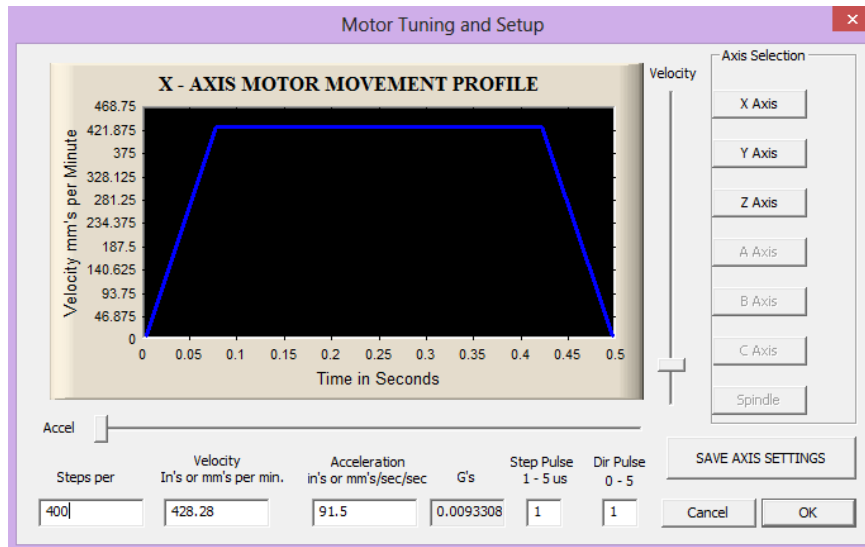 Motor Tuning and Setup
X - AXIS MOTOR MOVEMENT PROFILE
Velocity mm's per Minute
468.75
421.875
375
328.125
281.25
234.375
187.5
140.625
93.75
46.875
0
0 0.05 0.1 0.15 0.2 0.25 0.3 0.35 0.4 0.45 0.5
Time in Seconds
Velocity
Axis Selection
X Axis
Y Axis
Z Axis
A Axis
B Axis
C Axis
Spindle
Accel
Steps per
Velocity
In's or mm's per min.
Acceleration
in's or mm's/sec/sec
G's
Step Pulse
1 - 5 us
Dir Pulse
0 - 5
400
428.28
91.5
0.0093308
1
1
SAVE AXIS SETTINGS
Cancel
OK